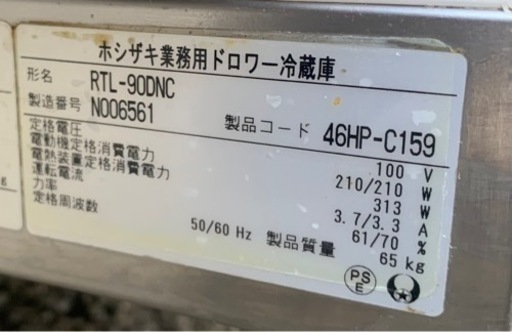 ホシザキ業務用ドロワー冷蔵庫
形名 RTL-90DNC
製造番号 N006561 製品コード 46HP-C159
定格電圧 100 V
電動機定格消費電力 210/210 W
電熱装置定格消費電力 313 W
運転電流 3.7/3.3 A
力率 61/70 %
定格周波数 50/60 Hz 製品質量 65 kg
PSE